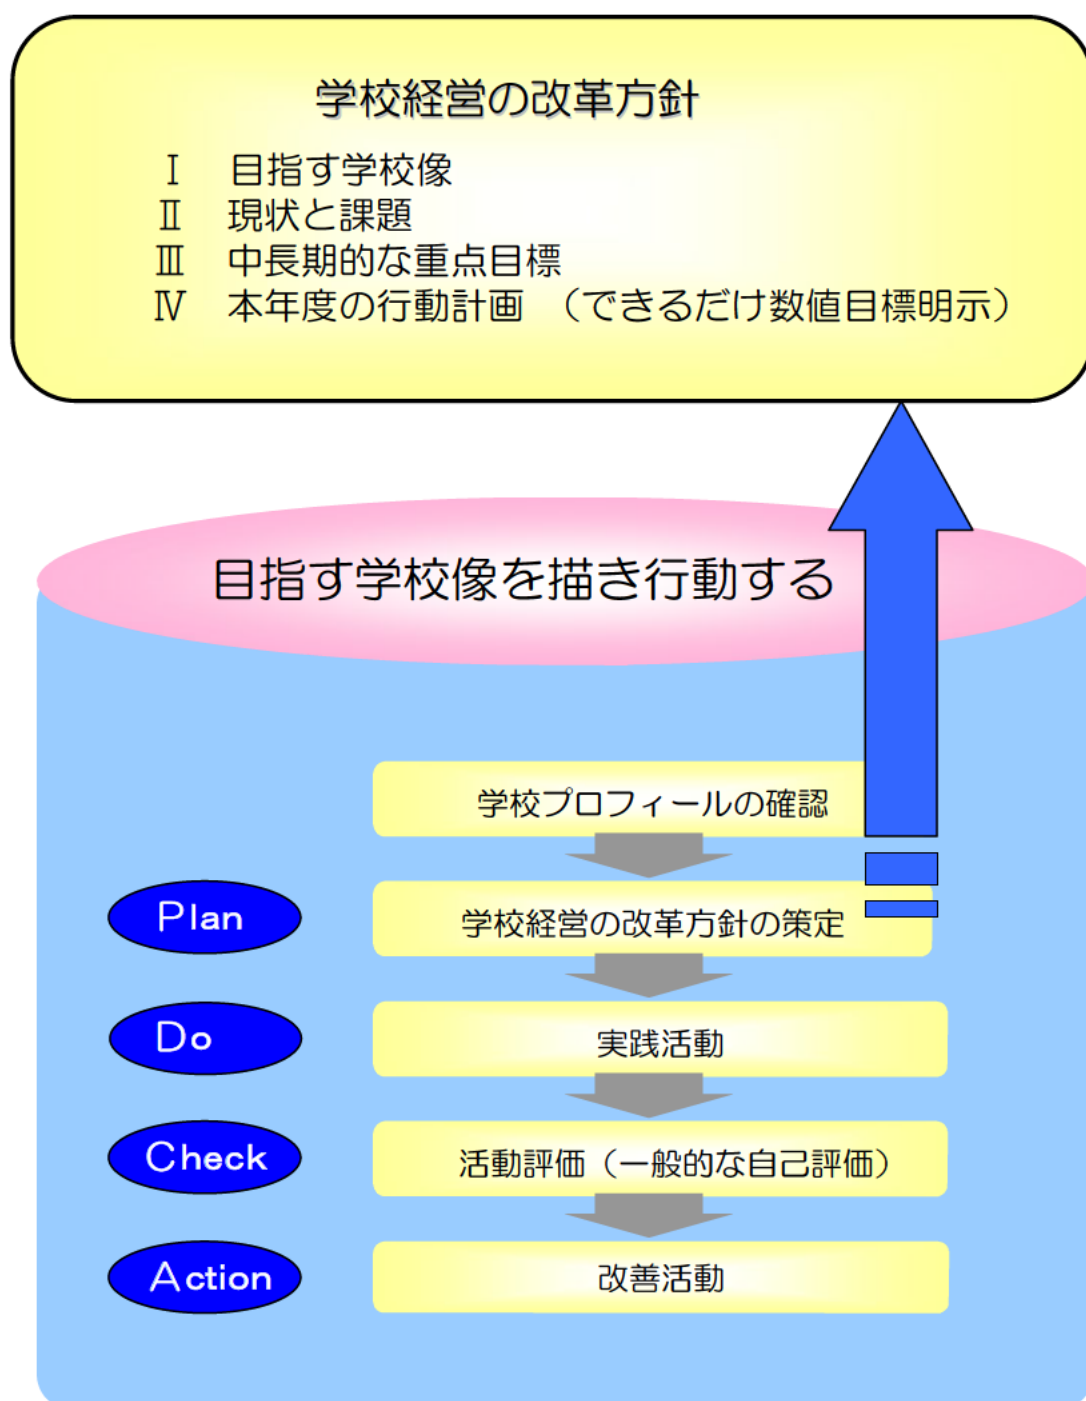 学校経営の改革方針
Ⅰ 目指す学校像
Ⅱ 現状と課題
Ⅲ 中長期的な重点目標
Ⅳ 本年度の行動計画 （できるだけ数値目標明示）
目指す学校像を描き行動する
学校プロフィールの確認
Plan 学校経営の改革方針の策定
Do 実践活動
Check 活動評価（一般的な自己評価）
Action 改善活動